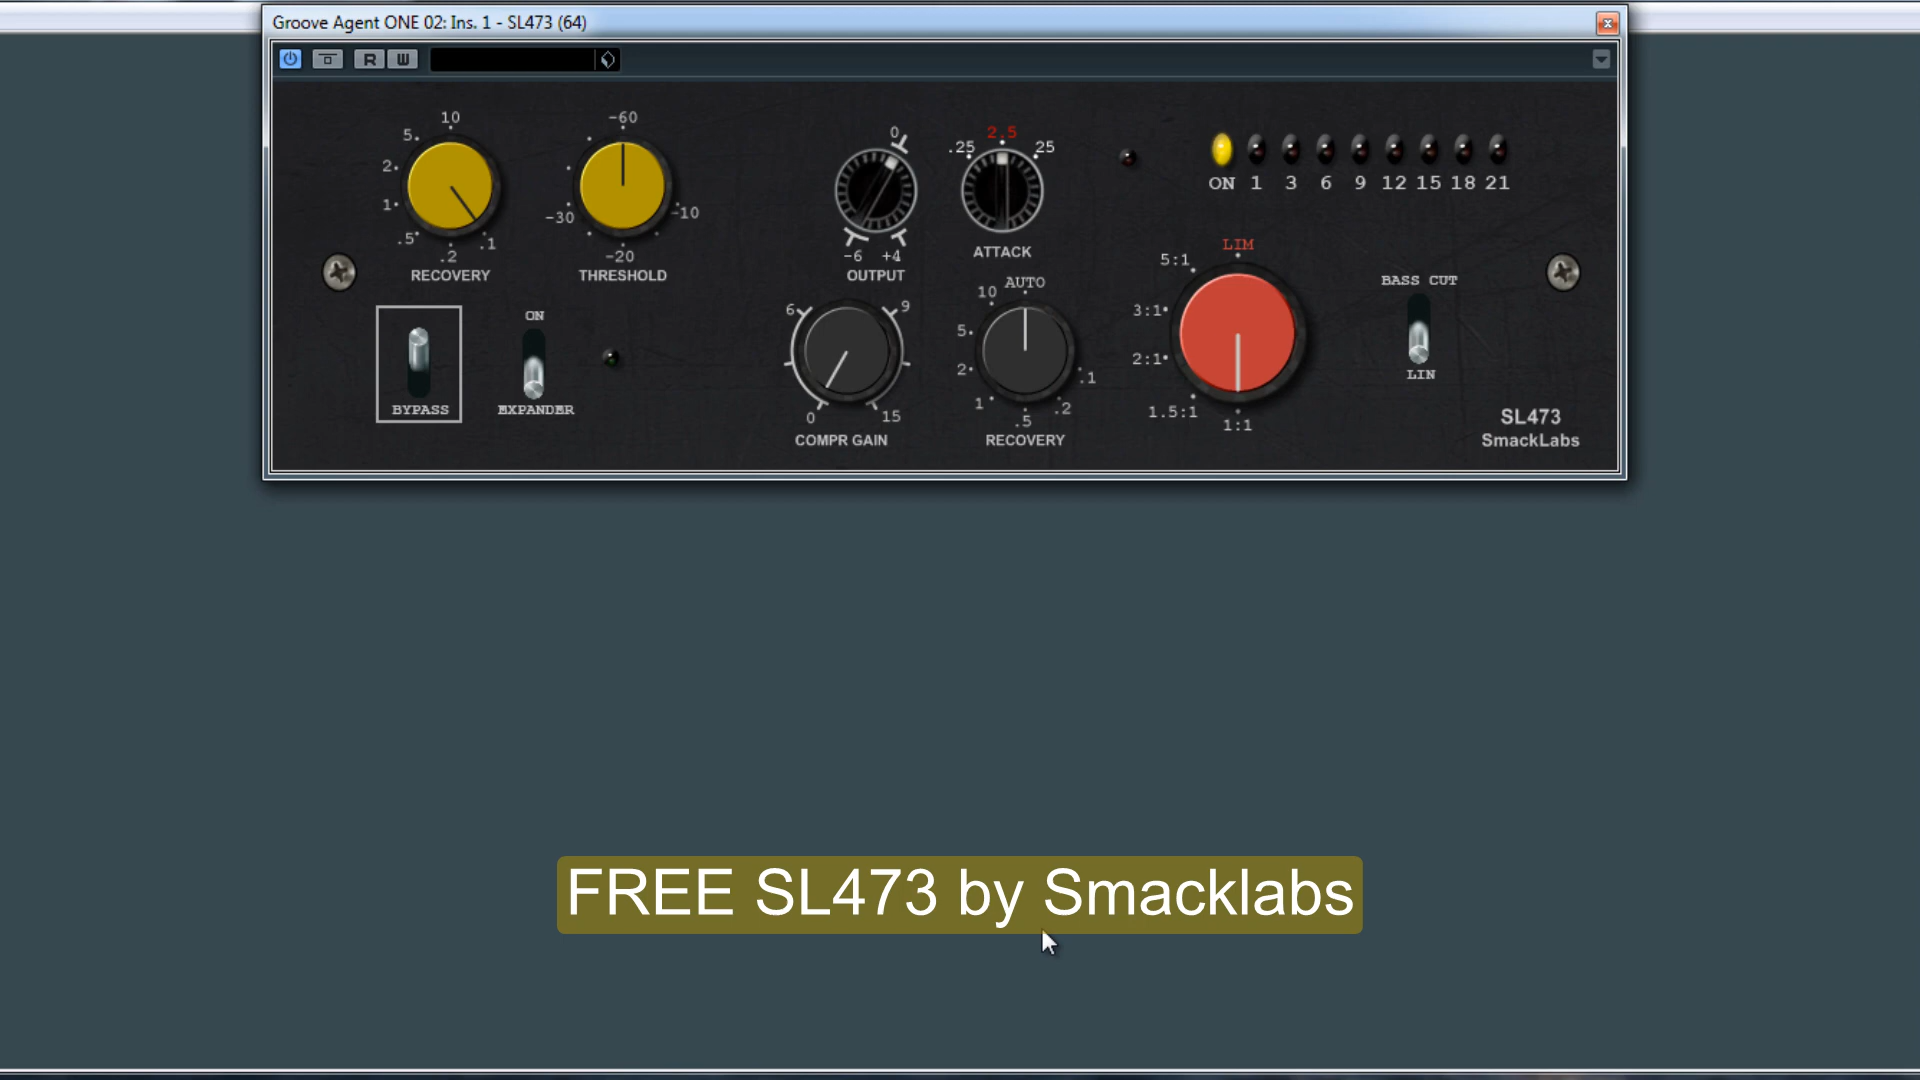 Groove Agent ONE 02: Ins. 1 - SL473 (64)
R W
10
5
2
1
.5
.2
.1
RECOVERY
-60
-30
-10
-20
THRESHOLD
0
-6 +4
OUTPUT
.25 2.5 25
ATTACK
ON 1 3 6 9 12 15 18 21
BYPASS
ON
EXPANDER
6 9
0 15
COMPR GAIN
AUTO
10
5
2
1
.5
.2
.1
RECOVERY
LIM
5:1
3:1
2:1
1.5:1
1:1
BASS CUT
LIN
SL473
SmackLabs
FREE SL473 by Smacklabs